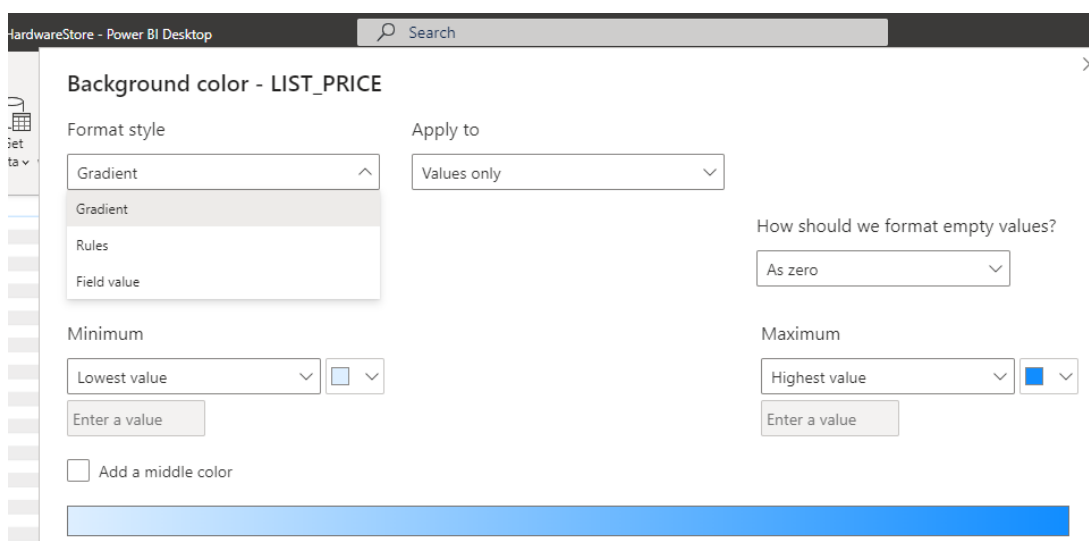 HardwareStore - Power BI Desktop
Search
Background color - LIST_PRICE
Format style
Apply to
Gradient
Values only
Gradient
Rules
Field value
How should we format empty values?
As zero
Minimum
Maximum
Lowest value
Highest value
Enter a value
Enter a value
Add a middle color